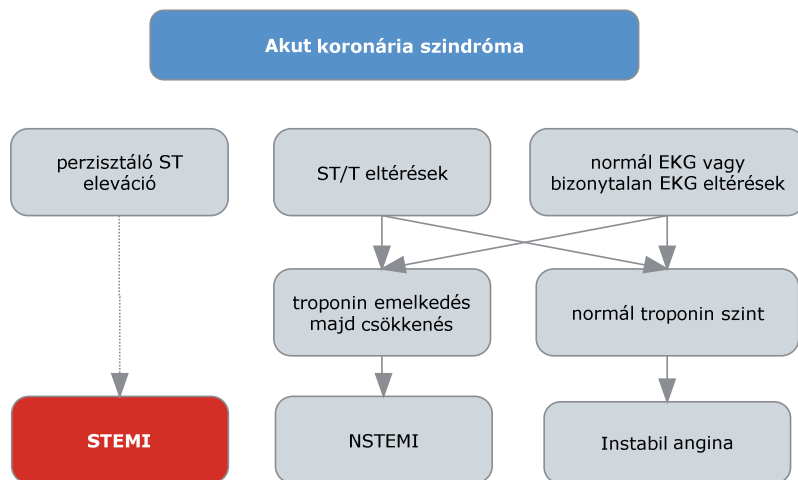 Akut koronária szindróma
perzisztáló ST
eleváció
ST/T eltérések
normál EKG vagy
bizonytalan EKG eltérések
troponin emelkedés
majd csökkenés
normál troponin szint
STEMI
NSTEMI
Instabil angina